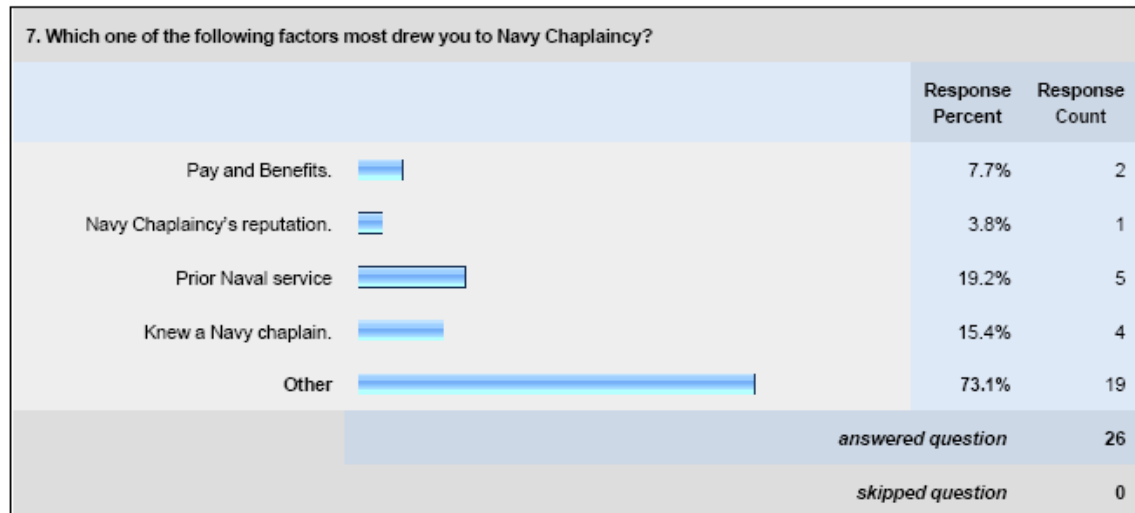 7. Which one of the following factors most drew you to Navy Chaplaincy?
Response Percent Response Count
Pay and Benefits. 7.7% 2
Navy Chaplaincy's reputation. 3.8% 1
Prior Naval service 19.2% 5
Knew a Navy chaplain. 15.4% 4
Other 73.1% 19
answered question 26
skipped question 0